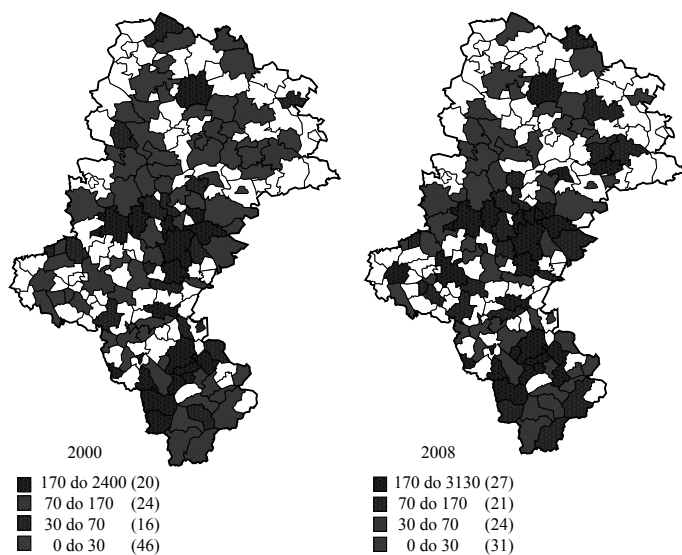 2000
170 do 2400 (20)
70 do 170 (24)
30 do 70 (16)
0 do 30 (46)
2008
170 do 3130 (27)
70 do 170 (21)
30 do 70 (24)
0 do 30 (31)